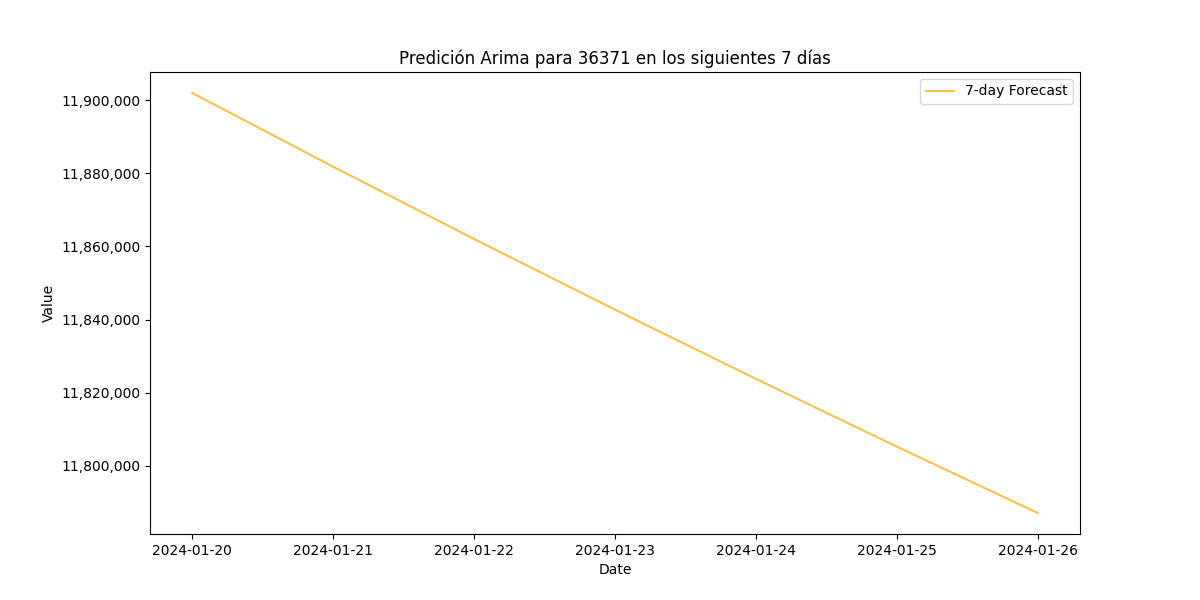 Predición Arima para 36371 en los siguientes 7 días
7-day Forecast
11,900,000
11,880,000
11,860,000
11,840,000
11,820,000
11,800,000
Value
2024-01-20 2024-01-21 2024-01-22 2024-01-23 2024-01-24 2024-01-25 2024-01-26
Date